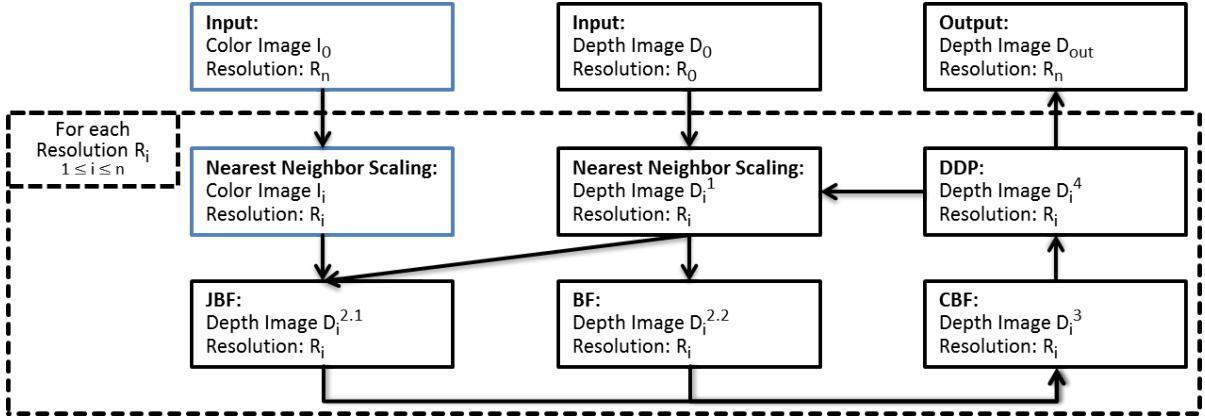 Input:
Color Image I₀
Resolution: Rₙ
Input:
Depth Image D₀
Resolution: R₀
Output:
Depth Image Dₒᵤₜ
Resolution: Rₙ
For each
Resolution Rᵢ
1 ≤ i ≤ n
Nearest Neighbor Scaling:
Color Image Iᵢ
Resolution: Rᵢ
Nearest Neighbor Scaling:
Depth Image Dᵢ¹
Resolution: Rᵢ
DDP:
Depth Image Dᵢ⁴
Resolution: Rᵢ
JBF:
Depth Image Dᵢ²·¹
Resolution: Rᵢ
BF:
Depth Image Dᵢ²·²
Resolution: Rᵢ
CBF:
Depth Image Dᵢ³
Resolution: Rᵢ